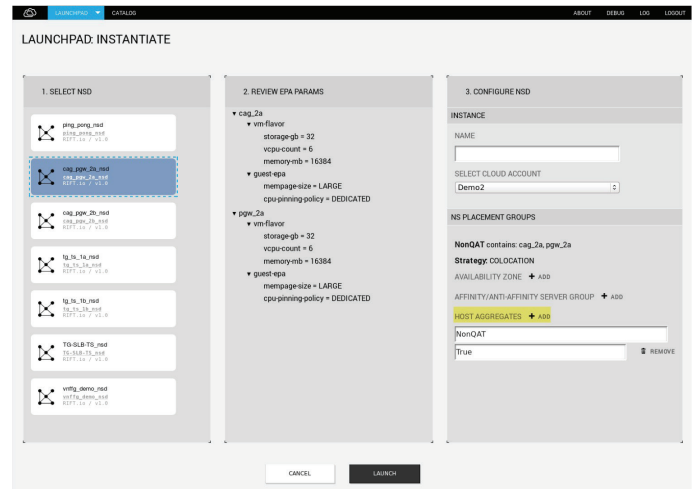 LAUNCHPAD CATALOG ABOUT DEBUG LOG LOGOUT
LAUNCHPAD: INSTANTIATE
1. SELECT NSD
ping_pong_nsd
ping_pong_nsd
RIFT.io / v1.0
cag_pgw_2a_nsd
cag_pgw_2a_nsd
RIFT.io / v1.0
cag_pgw_2b_nsd
cag_pgw_2b_nsd
RIFT.io / v1.0
tg_ts_1a_nsd
tg_ts_1a_nsd
RIFT.io / v1.0
tg_ts_1b_nsd
tg_ts_1b_nsd
RIFT.io / v1.0
TG-SLB-TS_nsd
TG-SLB-TS_nsd
RIFT.io / v1.0
vnffg_demo_nsd
vnffg_demo_nsd
RIFT.io / v1.0
2. REVIEW EPA PARAMS
▾ cag_2a
▾ vm-flavor
storage-gb = 32
vcpu-count = 6
memory-mb = 16384
▾ guest-epa
mempage-size = LARGE
cpu-pinning-policy = DEDICATED
▾ pgw_2a
▾ vm-flavor
storage-gb = 32
vcpu-count = 6
memory-mb = 16384
▾ guest-epa
mempage-size = LARGE
cpu-pinning-policy = DEDICATED
3. CONFIGURE NSD
INSTANCE
NAME
SELECT CLOUD ACCOUNT
Demo2
NS PLACEMENT GROUPS
NonQAT contains: cag_2a, pgw_2a
Strategy: COLOCATION
AVAILABILITY ZONE + ADD
AFFINITY/ANTI-AFFINITY SERVER GROUP + ADD
HOST AGGREGATES + ADD
NonQAT
True REMOVE
CANCEL LAUNCH